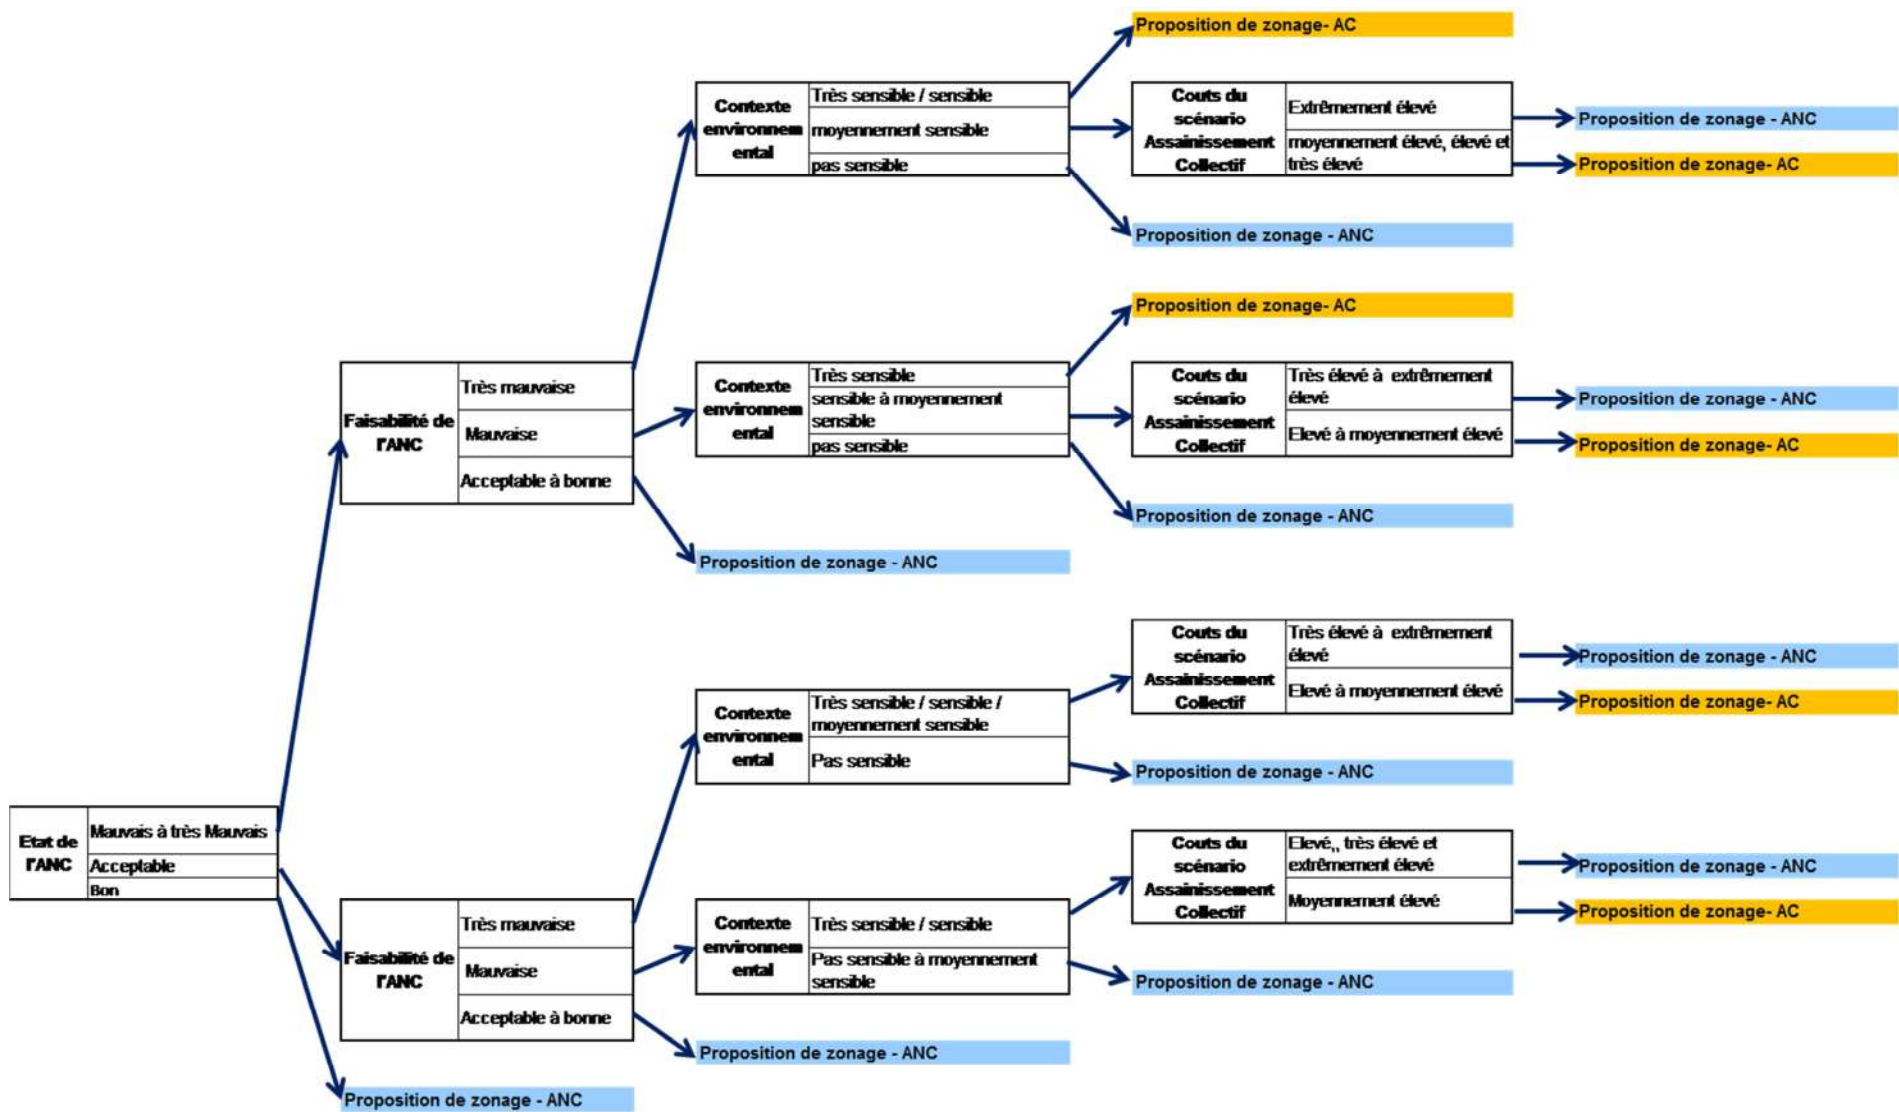 Proposition de zonage- AC
Contexte
environnem
ental
Très sensible / sensible
moyennement sensible
pas sensible
Couts du
scénario
Assainissement
Collectif
Extrêmement élevé
moyennement élevé, élevé et
très élevé
Proposition de zonage - ANC
Proposition de zonage- AC
Proposition de zonage - ANC
Proposition de zonage- AC
Faisabilité de
l'ANC
Très mauvaise
Mauvaise
Acceptable à bonne
Contexte
environnem
ental
Très sensible
sensible à moyennement
sensible
pas sensible
Couts du
scénario
Assainissement
Collectif
Très élevé à extrêmement
élevé
Elevé à moyennement élevé
Proposition de zonage - ANC
Proposition de zonage- AC
Proposition de zonage - ANC
Proposition de zonage - ANC
Couts du
scénario
Assainissement
Collectif
Très élevé à extrêmement
élevé
Elevé à moyennement élevé
Proposition de zonage - ANC
Proposition de zonage- AC
Contexte
environnem
ental
Très sensible / sensible /
moyennement sensible
Pas sensible
Proposition de zonage - ANC
Etat de
l'ANC
Mauvais à très Mauvais
Acceptable
Bon
Couts du
scénario
Assainissement
Collectif
Elevé,, très élevé et
extrêmement élevé
Moyennement élevé
Proposition de zonage - ANC
Proposition de zonage- AC
Faisabilité de
l'ANC
Très mauvaise
Mauvaise
Acceptable à bonne
Contexte
environnem
ental
Très sensible / sensible
Pas sensible à moyennement
sensible
Proposition de zonage - ANC
Proposition de zonage - ANC
Proposition de zonage - ANC